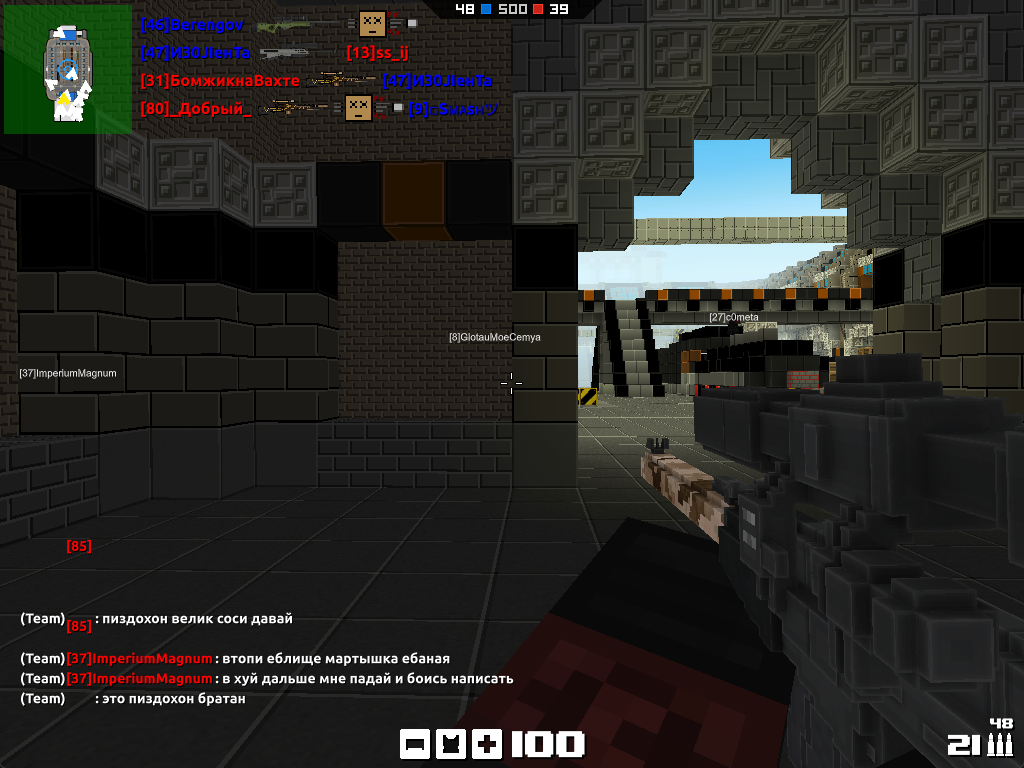 48 500 39
[46]Berengov
[47]ИЗ0ЛенТа [13]ss_ij
[31]БомжикнаВахте [47]ИЗ0ЛенТа
[80]_Добрый_
[27]c0meta
[8]GlotauMoeCemya
[37]ImperiumMagnum
[85]
(Team)[85] : пиздохон велик соси давай
(Team)[37]ImperiumMagnum : втопи еблище мартышка ебаная
(Team)[37]ImperiumMagnum : в хуй дальше мне падай и боись написать
(Team) : это пиздохон братан
100
48
21